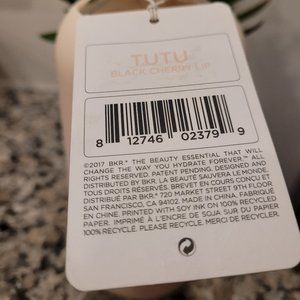 TUTU
BLACK CHERRY LIP
8 12746 02379 9
©2017 BKR.® THE BEAUTY ESSENTIAL THAT WILL
CHANGE THE WAY YOU HYDRATE FOREVER.™ ALL
RIGHTS RESERVED. PATENT PENDING. DESIGNED AND
DISTRIBUTED BY BKR. LA BEAUTÉ SAUVERA LE MONDE.
TOUS DROITS RÉSERVÉS. BREVET EN COURS CONÇU ET
DISTRIBUÉ PAR BKR.® 720 MARKET STREET 9TH FLOOR
SAN FRANCISCO, CA 94102. MADE IN CHINA. FABRIQUÉ
EN CHINE. PRINTED WITH SOY INK ON 100% RECYCLED
PAPER. IMPRIMÉ À L'ENCRE DE SOJA SUR DU PAPIER
100% RECYCLÉ. PLEASE RECYCLE. MERCI DE RECYCLER.